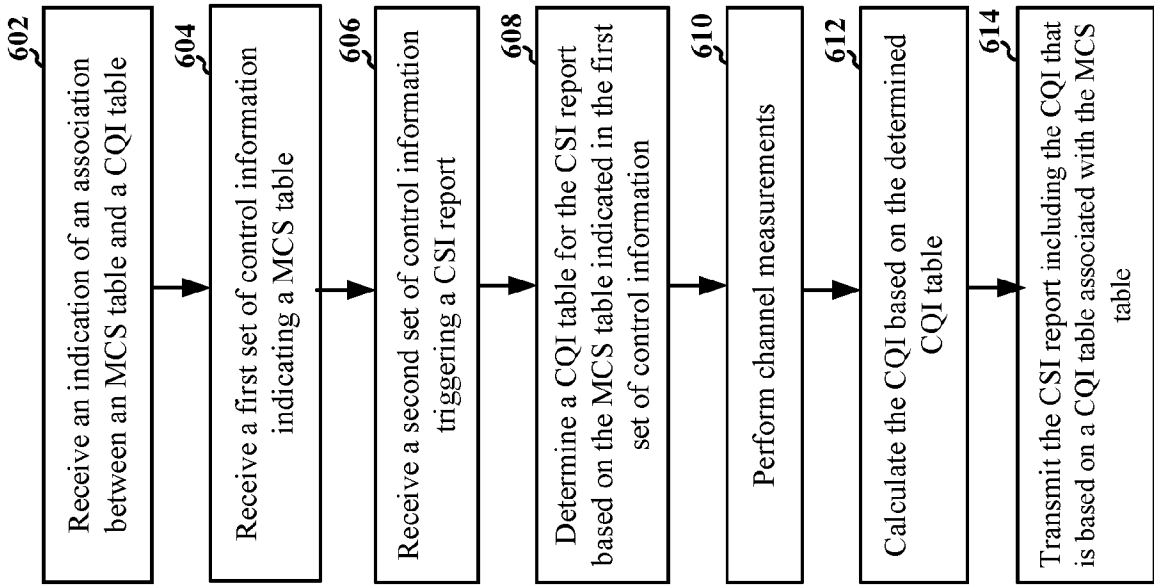 602
Receive an indication of an association
between an MCS table and a CQI table
604
Receive a first set of control information
indicating a MCS table
606
Receive a second set of control information
triggering a CSI report
608
Determine a CQI table for the CSI report
based on the MCS table indicated in the first
set of control information
610
Perform channel measurements
612
Calculate the CQI based on the determined
CQI table
614
Transmit the CSI report including the CQI that
is based on a CQI table associated with the MCS
table